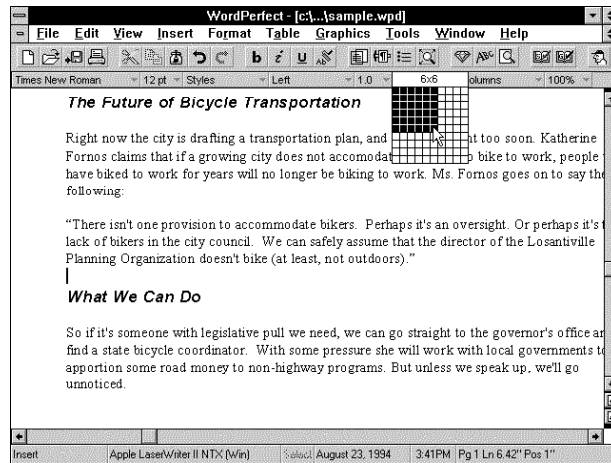 WordPerfect - [c:\...\sample.wpd]
File Edit View Insert Format Table Graphics Tools Window Help
b i u ABC
Times New Roman 12 pt Styles Left 1.0 6x6 olumns 100%
The Future of Bicycle Transportation
Right now the city is drafting a transportation plan, and nt too soon. Katherine
Fornos claims that if a growing city does not accomodat o bike to work, people
have biked to work for years will no longer be biking to work. Ms. Fornos goes on to say the
following:
“There isn't one provision to accommodate bikers. Perhaps it's an oversight. Or perhaps it's t
lack of bikers in the city council. We can safely assume that the director of the Losantiville
Planning Organization doesn't bike (at least, not outdoors).”
What We Can Do
So if it's someone with legislative pull we need, we can go straight to the governor's office an
find a state bicycle coordinator. With some pressure she will work with local governments to
apportion some road money to non-highway programs. But unless we speak up, we'll go
unnoticed.
Insert Apple LaserWriter II NTX (Win) Select August 23, 1994 3:41PM Pg 1 Ln 6.42" Pos 1"